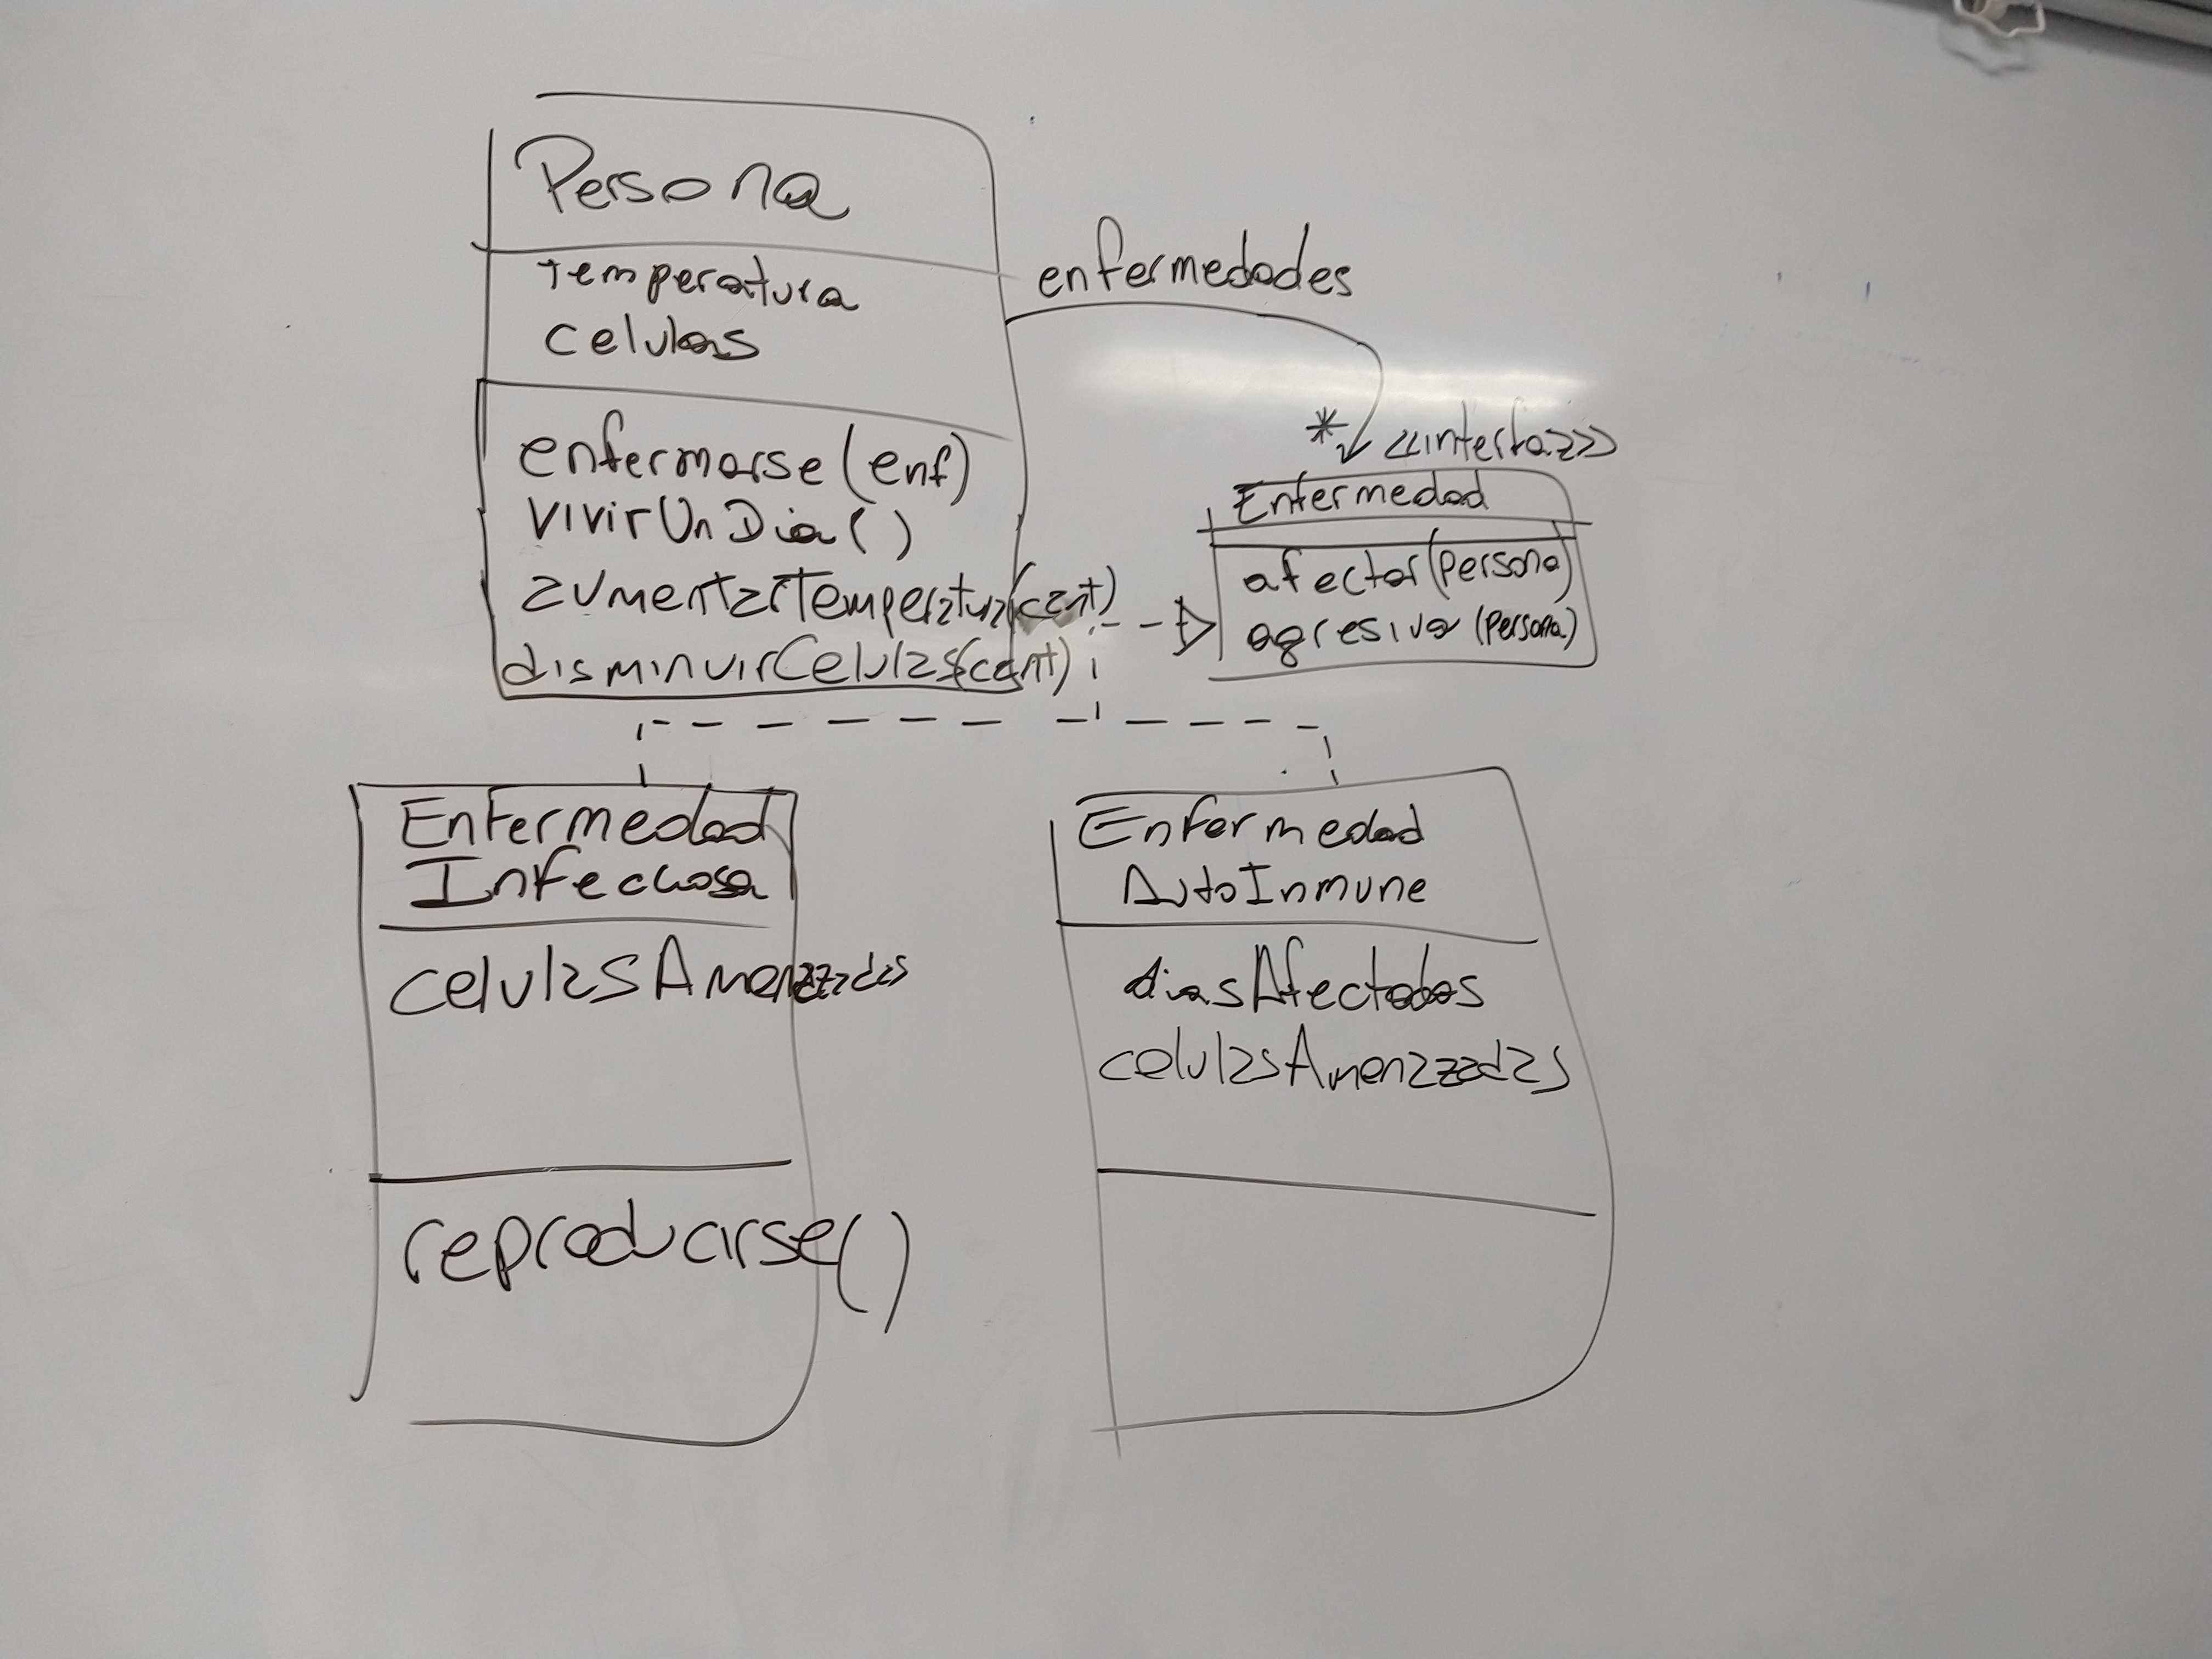 Persona
temperatura
celulas
enfermarse(enf)
vivirUnDia()
aumentarTemperatura(cant)
disminuirCelulas(cant)
enfermedades
*
<<interfaz>>
Enfermedad
afectar(persona)
agresiva(persona)
Enfermedad
Infecciosa
celulasAmenazadas
reproducirse()
Enfermedad
AutoInmune
diasAfectados
celulasAmenazadas